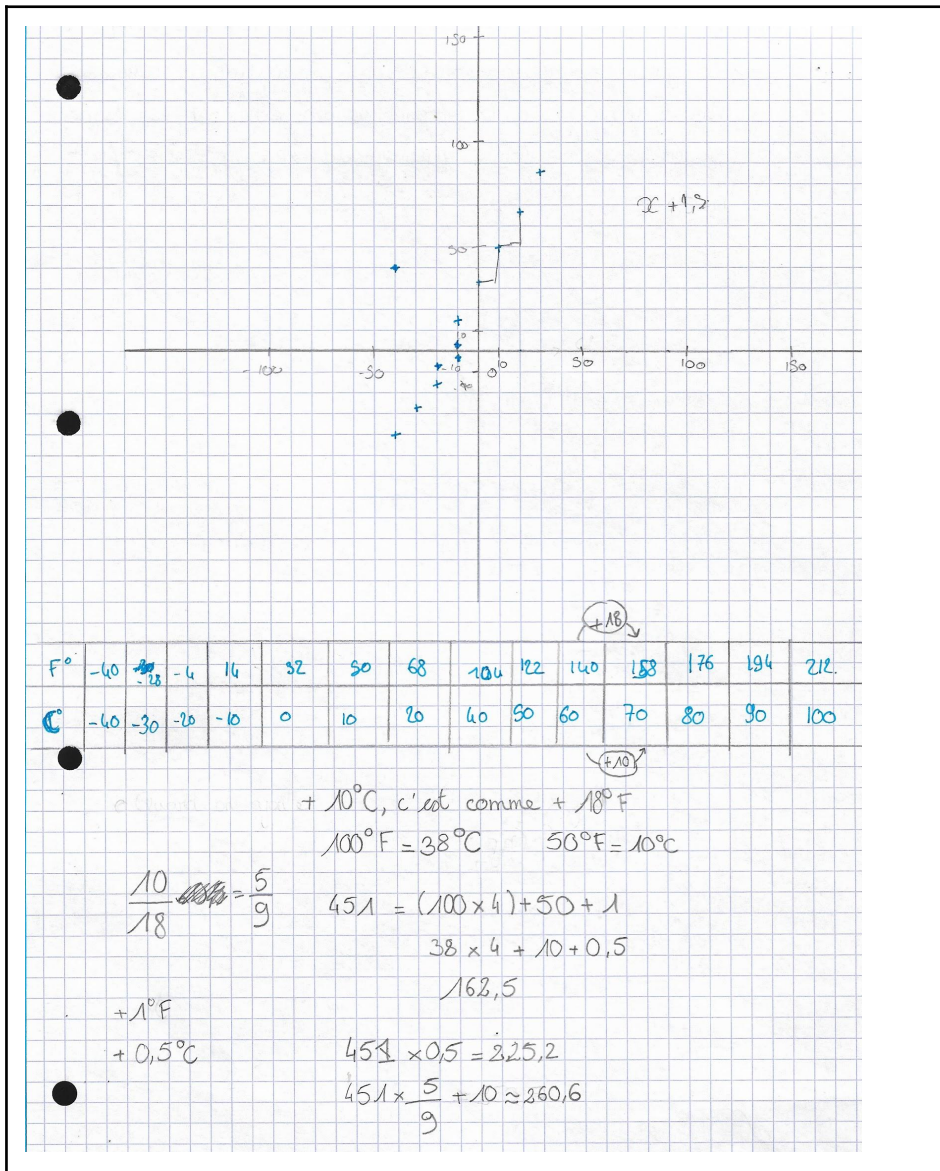 150
100
x + 1,
50
10
-100 -50 -10 0 10 50 100 150
+18
F° -40 -28 -4 14 32 50 68 104 122 140 158 176 194 212
C° -40 -30 -20 -10 0 10 20 40 50 60 70 80 90 100
+10
+ 10°C, c'est comme + 18°F
100°F = 38°C 50°F = 10°C
10/18 = 5/9
451 = (100 × 4) + 50 + 1
38 × 4 + 10 + 0,5
162,5
+1°F
+ 0,5°C
451 × 0,5 = 225,2
451 × 5/9 + 10 ≈ 260,6